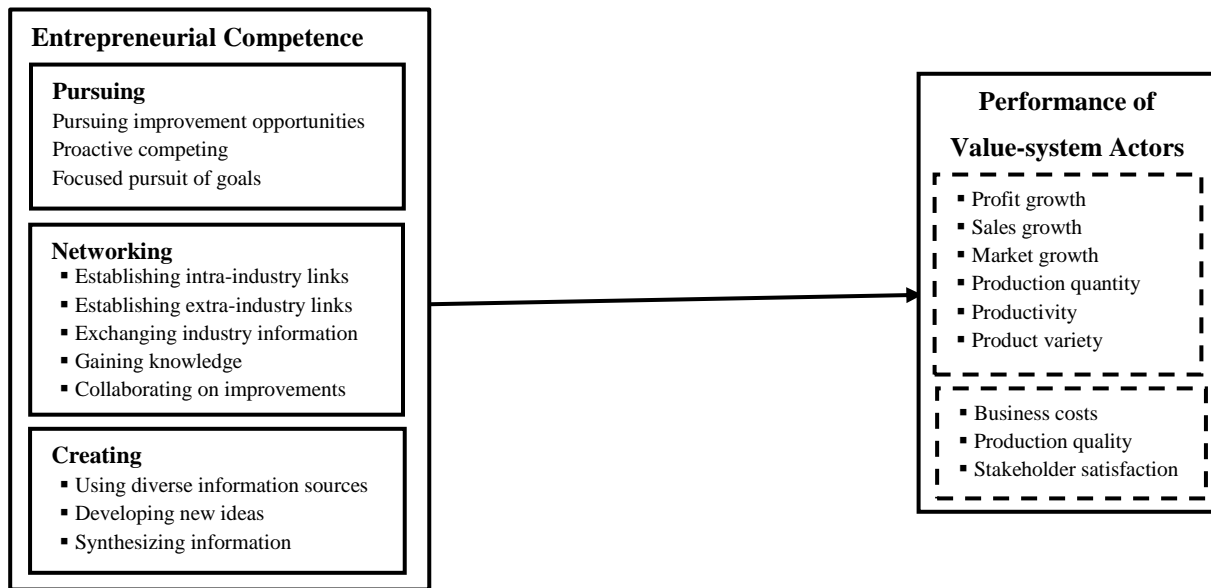 Entrepreneurial Competence
Pursuing
Pursuing improvement opportunities
Proactive competing
Focused pursuit of goals
Networking
▪ Establishing intra-industry links
▪ Establishing extra-industry links
▪ Exchanging industry information
▪ Gaining knowledge
▪ Collaborating on improvements
Creating
▪ Using diverse information sources
▪ Developing new ideas
▪ Synthesizing information
Performance of
Value-system Actors
▪ Profit growth
▪ Sales growth
▪ Market growth
▪ Production quantity
▪ Productivity
▪ Product variety
▪ Business costs
▪ Production quality
▪ Stakeholder satisfaction